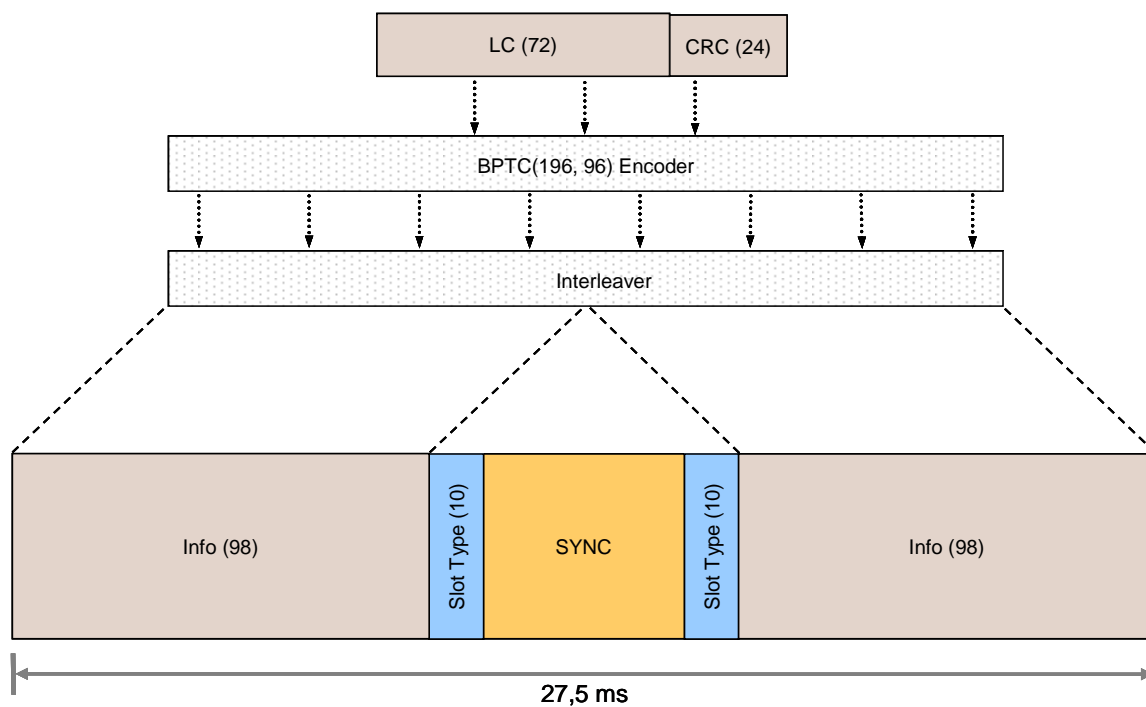 LC (72)
CRC (24)
BPTC(196, 96) Encoder
Interleaver
Info (98)
Slot Type (10)
SYNC
Slot Type (10)
Info (98)
27,5 ms